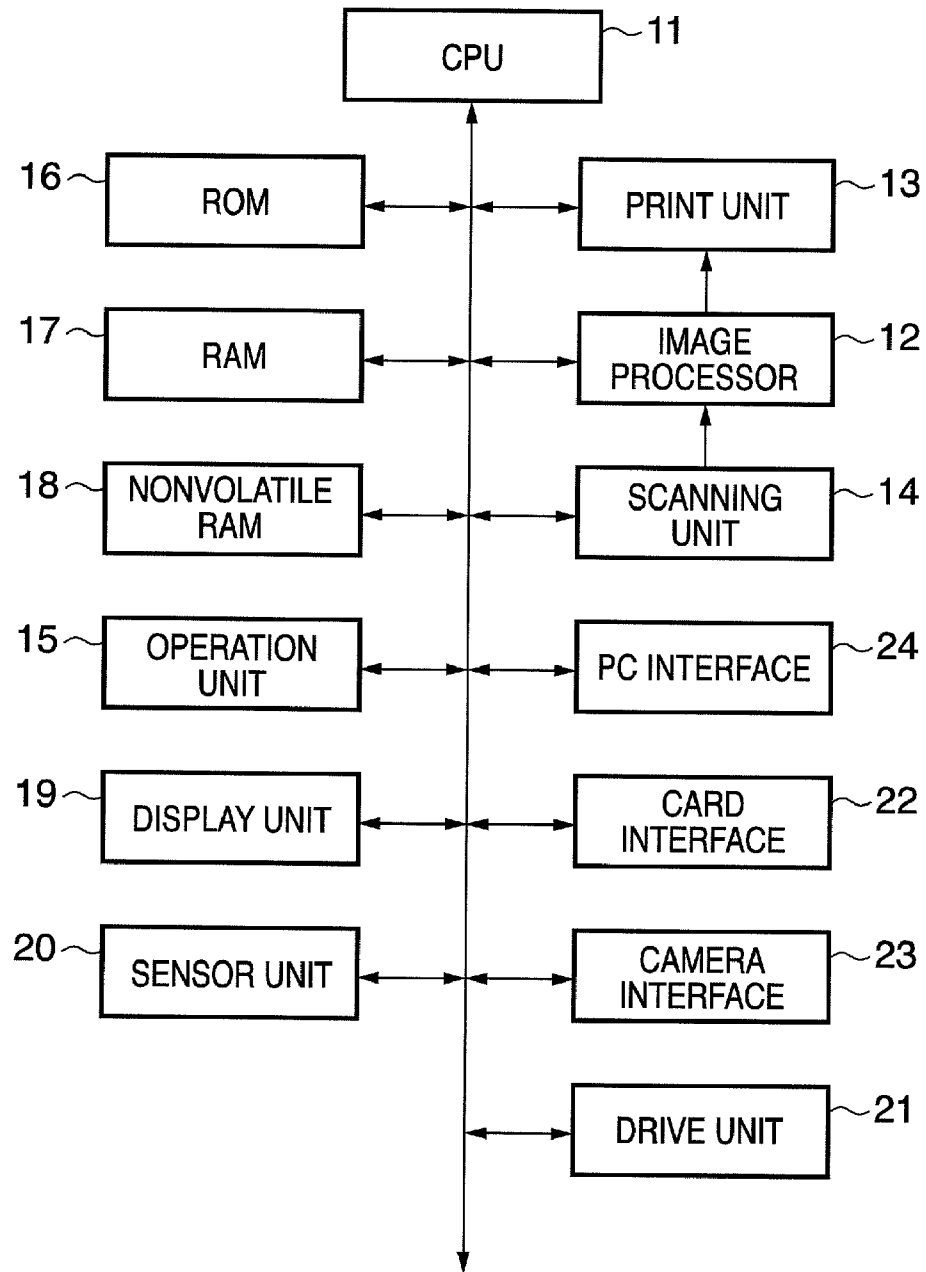 CPU
11
16
ROM
PRINT UNIT
13
17
RAM
IMAGE
PROCESSOR
12
18
NONVOLATILE
RAM
SCANNING
UNIT
14
15
OPERATION
UNIT
PC INTERFACE
24
19
DISPLAY UNIT
CARD
INTERFACE
22
20
SENSOR UNIT
CAMERA
INTERFACE
23
DRIVE UNIT
21